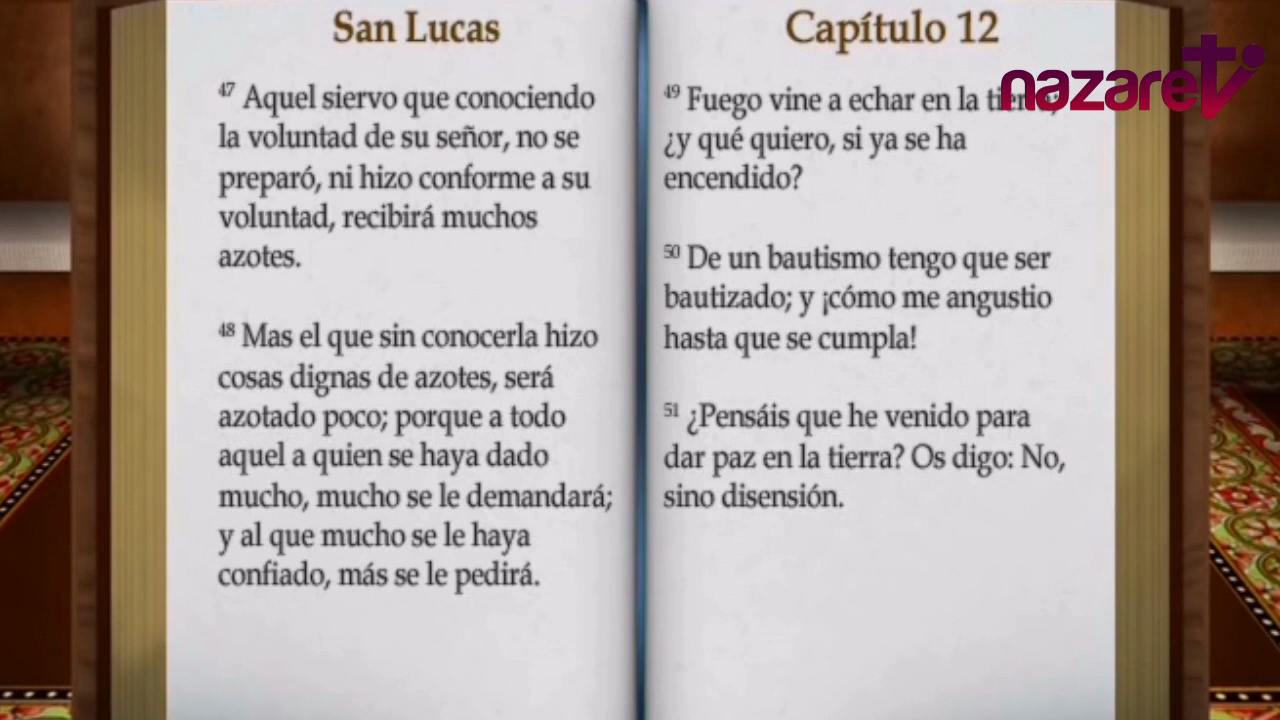 San Lucas
47 Aquel siervo que conociendo
la voluntad de su señor, no se
preparó, ni hizo conforme a su
voluntad, recibirá muchos
azotes.
48 Mas el que sin conocerla hizo
cosas dignas de azotes, será
azotado poco; porque a todo
aquel a quien se haya dado
mucho, mucho se le demandará;
y al que mucho se le haya
confiado, más se le pedirá.
Capítulo 12
nazaretv
49 Fuego vine a echar en la tierra;
¿y qué quiero, si ya se ha
encendido?
50 De un bautismo tengo que ser
bautizado; y ¡cómo me angustio
hasta que se cumpla!
51 ¿Pensáis que he venido para
dar paz en la tierra? Os digo: No,
sino disensión.